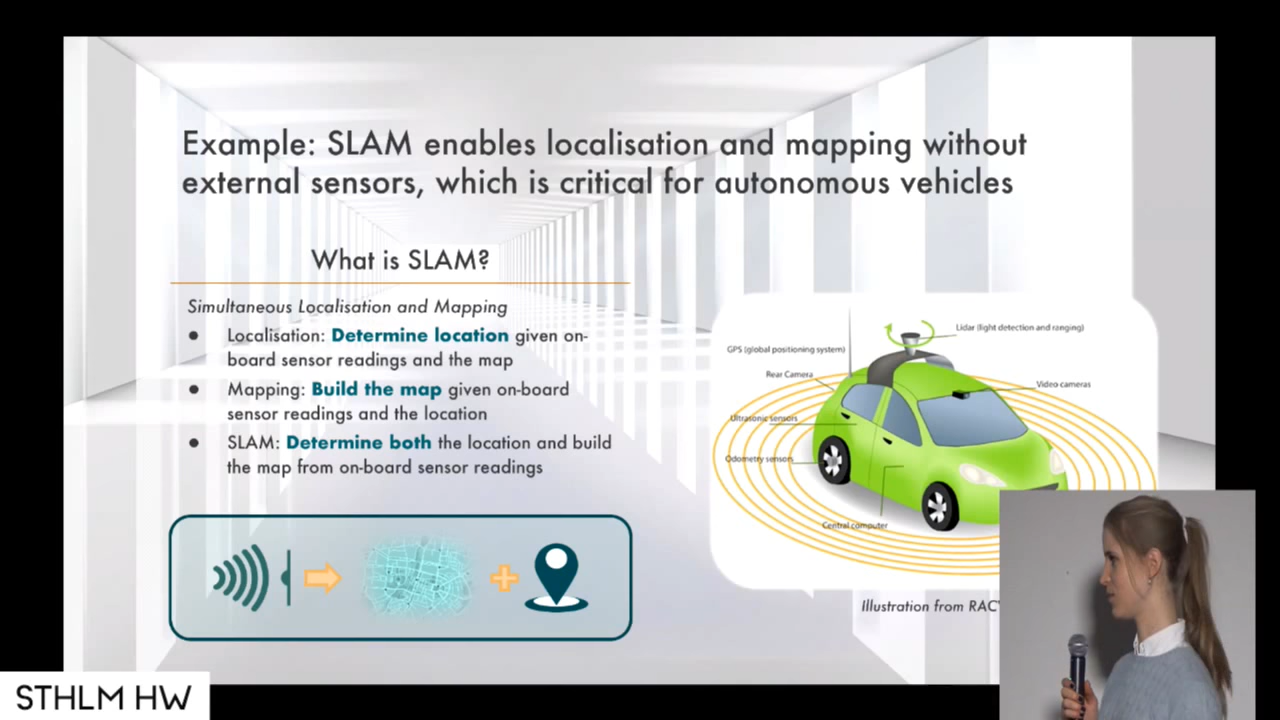 Example: SLAM enables localisation and mapping without
external sensors, which is critical for autonomous vehicles
What is SLAM?
Simultaneous Localisation and Mapping
● Localisation: Determine location given on-
board sensor readings and the map
● Mapping: Build the map given on-board
sensor readings and the location
● SLAM: Determine both the location and build
the map from on-board sensor readings
Lidar (light detection and ranging)
GPS (global positioning system)
Rear Camera
Video cameras
Ultrasonic sensors
Odometry sensors
Central computer
Illustration from RAC
STHLM HW